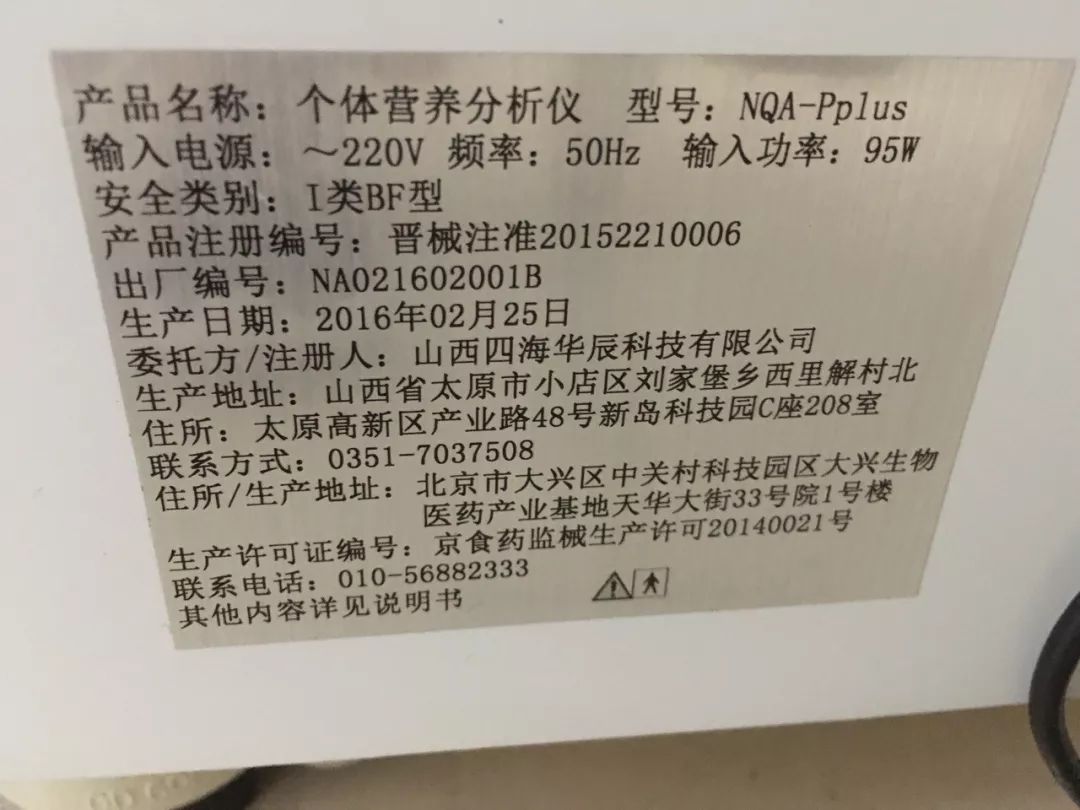 产品名称：个体营养分析仪 型号：NQA-Pplus
输入电源：～220V 频率：50Hz 输入功率：95W
安全类别：I类BF型
产品注册编号：晋械注准20152210006
出厂编号：NA021602001B
生产日期：2016年02月25日
委托方/注册人：山西四海华辰科技有限公司
生产地址：山西省太原市小店区刘家堡乡西里解村北
住所：太原高新区产业路48号新岛科技园C座208室
联系方式：0351-7037508
住所/生产地址：北京市大兴区中关村科技园区大兴生物
医药产业基地天华大街33号院1号楼
生产许可证编号：京食药监械生产许可20140021号
联系电话：010-56882333
其他内容详见说明书